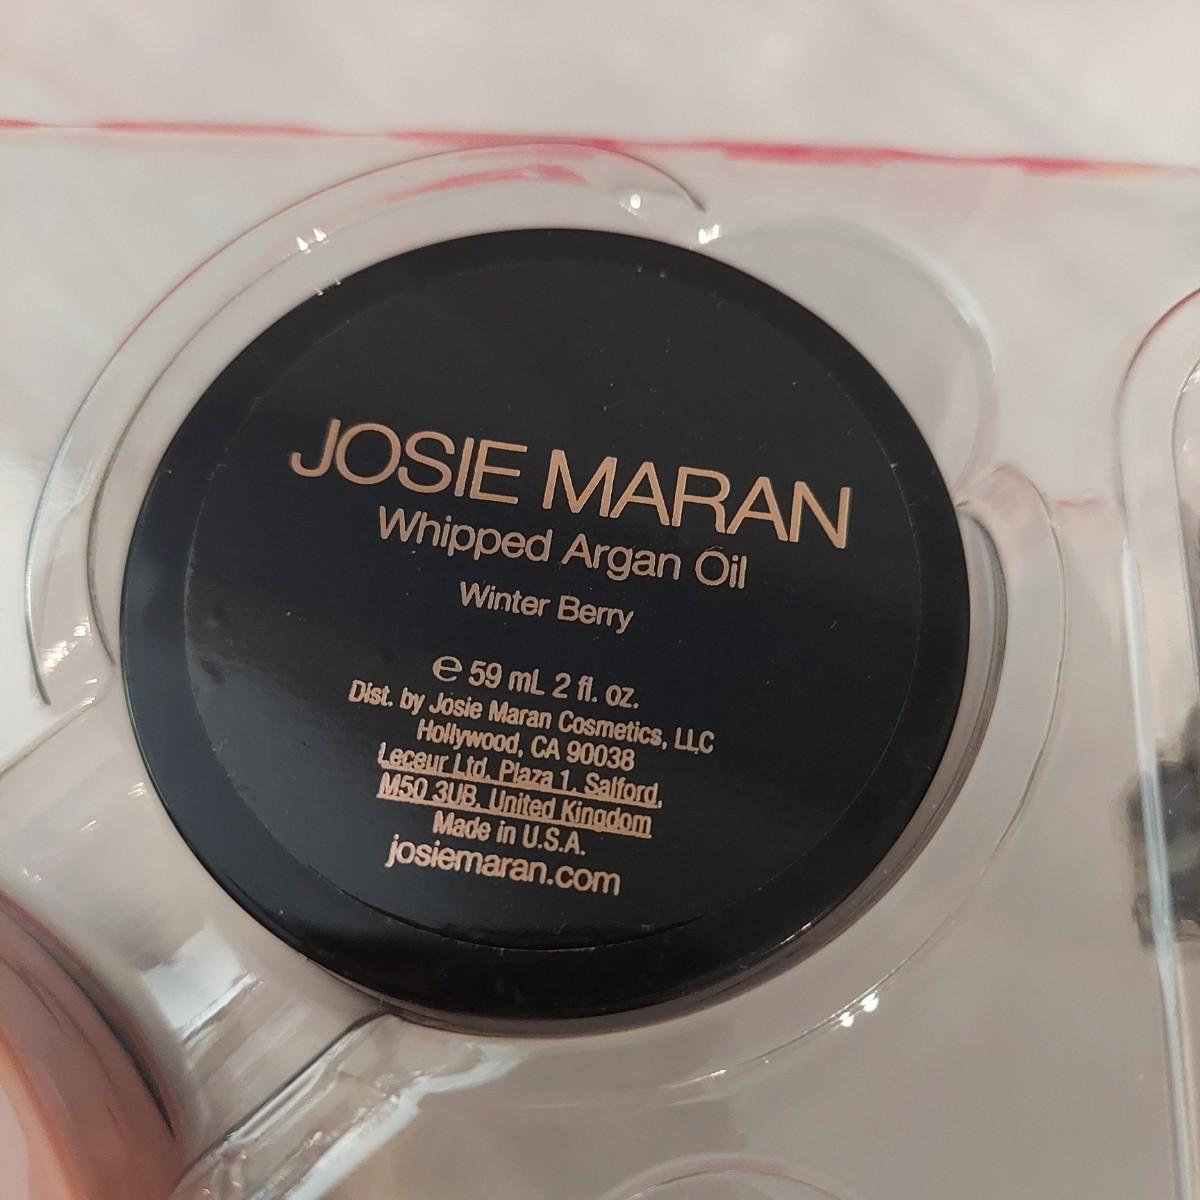 JOSIE MARAN
Whipped Argan Oil
Winter Berry
℮ 59 mL 2 fl. oz.
Dist. by Josie Maran Cosmetics, LLC
Hollywood, CA 90038
Leceur Ltd. Plaza 1, Salford,
M50 3UB, United Kingdom
Made in U.S.A.
josiemaran.com